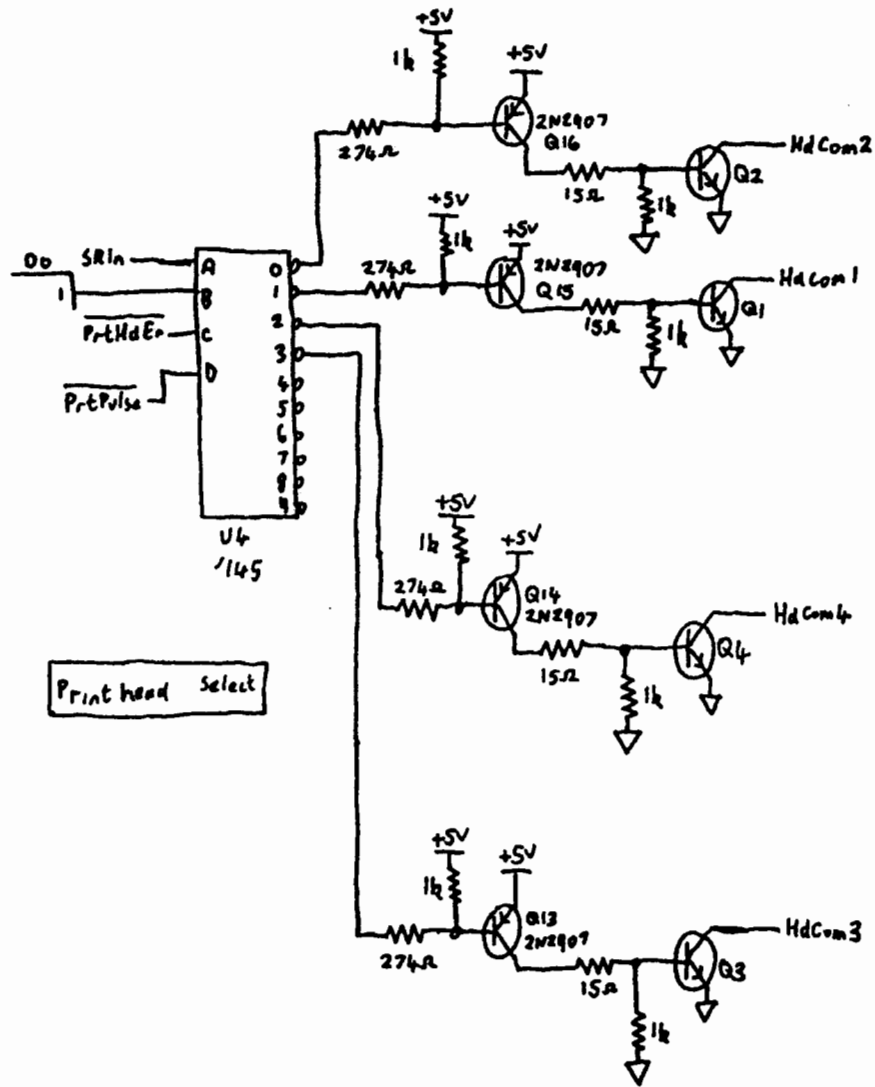 +5V
1k
+5V
274Ω
2N2907
Q16
15Ω
1k
Q2
HdCom2
+5V
1k
+5V
274Ω
2N2907
Q15
15Ω
1k
Q1
HdCom1
Do
1
SRIn
PrtHdEn
PrtPulse
A
B
C
D
0
1
2
3
4
5
6
7
8
9
U4
'145
+5V
1k
+5V
274Ω
Q14
2N2907
15Ω
1k
Q4
HdCom4
Print head Select
+5V
1k
+5V
274Ω
Q13
2N2907
15Ω
1k
Q3
HdCom3